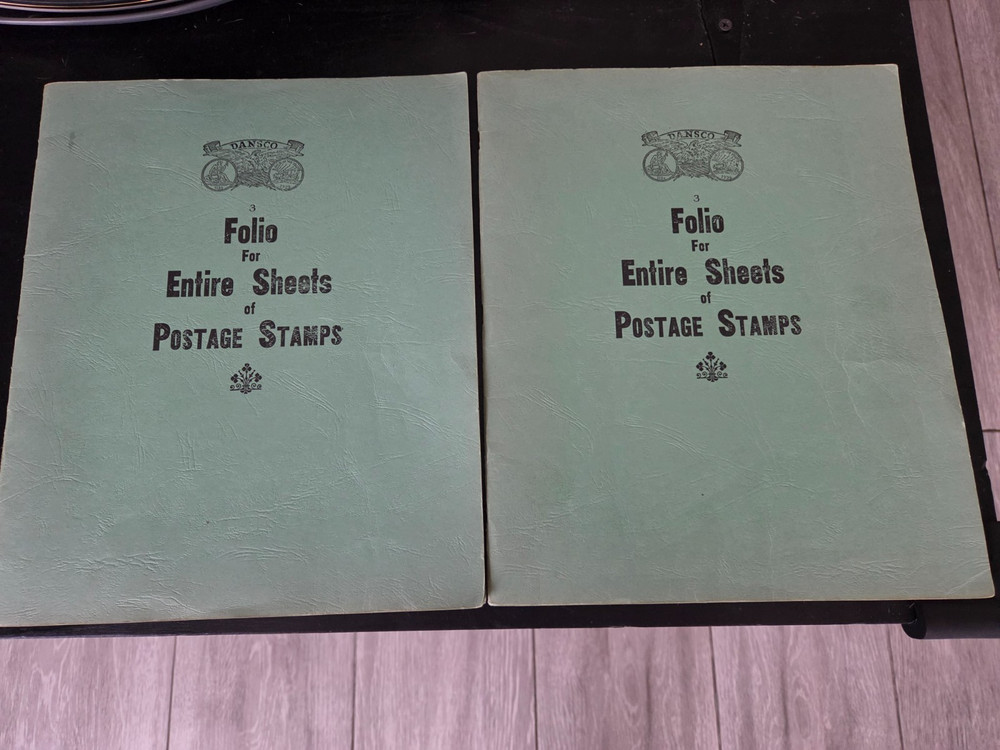 DANSCO
3
Folio
For
Entire Sheets
of
POSTAGE STAMPS
DANSCO
3
Folio
For
Entire Sheets
of
POSTAGE STAMPS